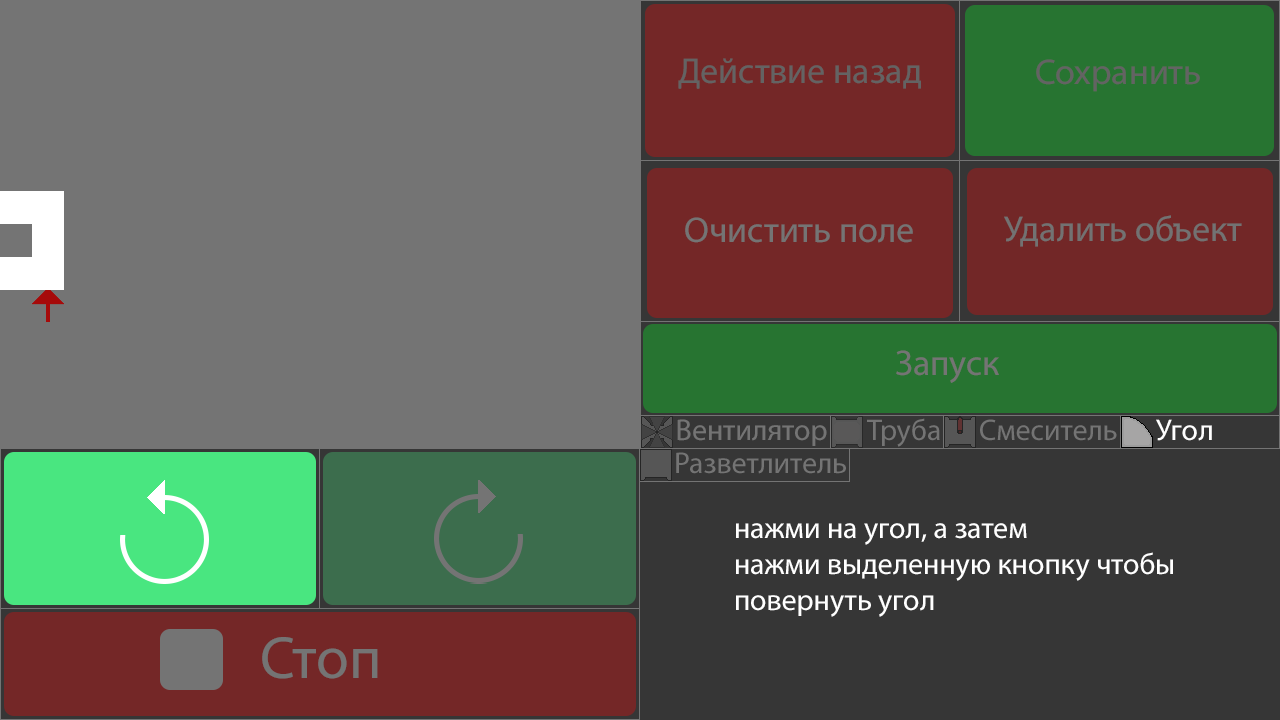 Действие назад
Сохранить
Очистить поле
Удалить объект
Запуск
Вентилятор Труба Смеситель Угол
Разветлитель
нажми на угол, а затем
нажми выделенную кнопку чтобы
повернуть угол
Стоп